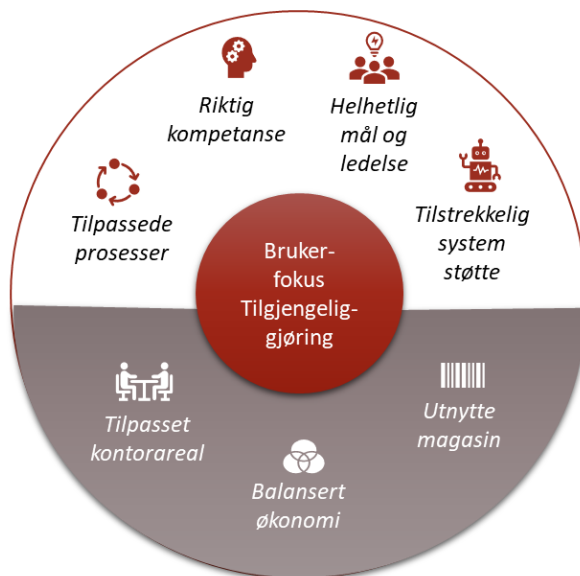 Riktig
kompetanse
Helhetlig
mål og
ledelse
Tilpassede
prosesser
Tilstrekkelig
system
støtte
Bruker-
fokus
Tilgjengelig-
gjøring
Tilpasset
kontorareal
Utnytte
magasin
Balansert
økonomi